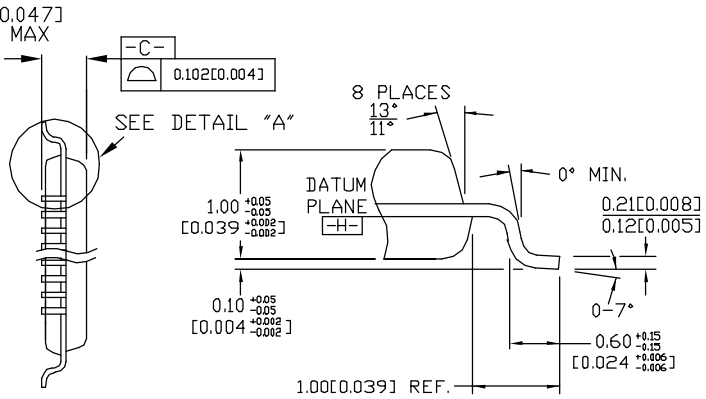 0.047]
MAX
-C-
0.102[0.004]
8 PLACES
13°
11°
SEE DETAIL "A"
0° MIN.
DATUM
PLANE
-H-
1.00 +0.05 -0.05
[0.039 +0.002 -0.002]
0.21[0.008]
0.12[0.005]
0-7°
0.10 +0.05 -0.05
[0.004 +0.002 -0.002]
0.60 +0.15 -0.15
[0.024 +0.006 -0.006]
1.00[0.039] REF.